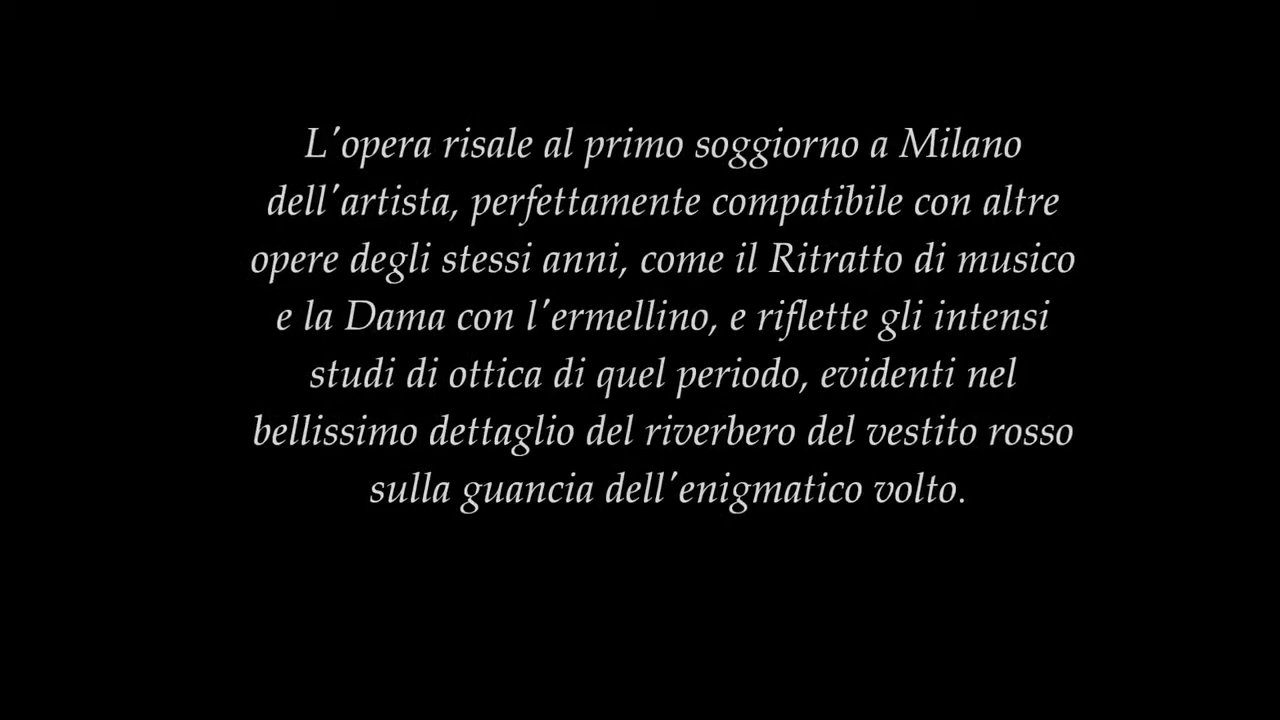 L'opera risale al primo soggiorno a Milano
dell'artista, perfettamente compatibile con altre
opere degli stessi anni, come il Ritratto di musico
e la Dama con l'ermellino, e riflette gli intensi
studi di ottica di quel periodo, evidenti nel
bellissimo dettaglio del riverbero del vestito rosso
sulla guancia dell'enigmatico volto.